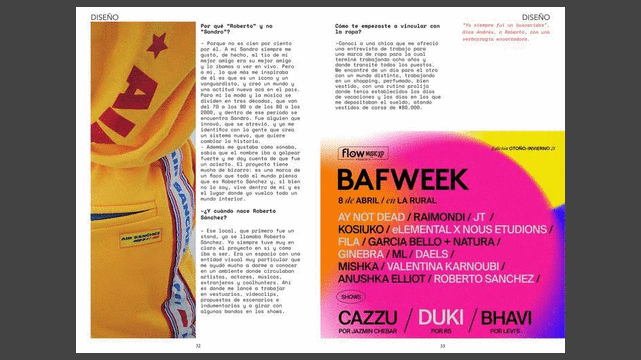 DISEÑO
DISEÑO
Por qué "Roberto" y no
"Sandro"?
- Porque no es cien por ciento
por él. A mi Sandro siempre me
gustó, de hecho, el tío de mi
mejor amigo era su mejor amigo
y lo íbamos a ver en vivo. Pero
a mí, lo que más me inspiraba
de él es que es un ícono y un
vanguardista, y creó un mundo y
una actitud nueva acá en el país.
Para mí la moda y la música se
dividen en tres décadas, que van
del 70 a los 90 o de los 80 a los
2000, y dentro de ese período se
encuentra Sandro. Fue alguien que
innovó, que se atrevió, y yo me
identifico con la gente que crea
un sistema nuevo, que quiere
cambiar la historia.
- Además me gustaba como sonaba,
sabía que el nombre iba a golpear
fuerte y me doy cuenta de que fue
un acierto. El proyecto tiene
mucho de bizarro: es una marca de
un flaco que todo el mundo piensa
que es Roberto Sanchez y, si bien
no lo soy, vive dentro de mí y es
el lugar donde yo vuelco todo un
mundo interior.
-¿Y cuándo nace Roberto
Sánchez?
- Ese local, que primero fue un
stand, ya se llamaba Roberto
Sánchez. Yo siempre tuve muy en
claro el proyecto en sí y cómo
iba a ser. Era un espacio con una
entidad visual muy particular que
me ayudó mucho a darme a conocer
en un ambiente donde circulaban
artistas, actores, músicos,
extranjeros y coolhunters. Ahí
es donde me lancé a trabajar
en vestuarios, videoclips,
propuestas de escenarios e
indumentarias y a girar con
algunas bandas en los shows.
Cómo te empezaste a vincular con
la ropa?
-Conocí a una chica que me ofreció
una entrevista de trabajo para
una marca de ropa para la cual
terminé trabajando ocho años y
donde transité todos los puestos.
Me encontré de un día para el otro
con un mundo distinto, trabajando
en un shopping, perfumado, bien
vestido, con una rutina prolija
donde tenía establecidos los días
de vacaciones y los días en los que
me depositaban el sueldo, afando
vestidos de corsar $80.000.
"Yo siempre fui un buscavidas",
dice Andrés, o Roberto, con una
verborragia encantadora.
flow MUSIC XP
Edición OTOÑO-INVIERNO 21
BAFWEEK
8 de ABRIL / en LA RURAL
AY NOT DEAD / RAIMONDI / JT /
KOSIUKO / eLEMENTAL X NOUS ETUDIONS /
FILA / GARCIA BELLO + NATURA /
GINEBRA / ML / DAELS /
MISHKA / VALENTINA KARNOUBI /
ANUSHKA ELLIOT / ROBERTO SANCHEZ /
SHOWS
CAZZU / DUKI / BHAVI
POR JAZMIN CHEBAR POR RS POR LEVI'S
32
33